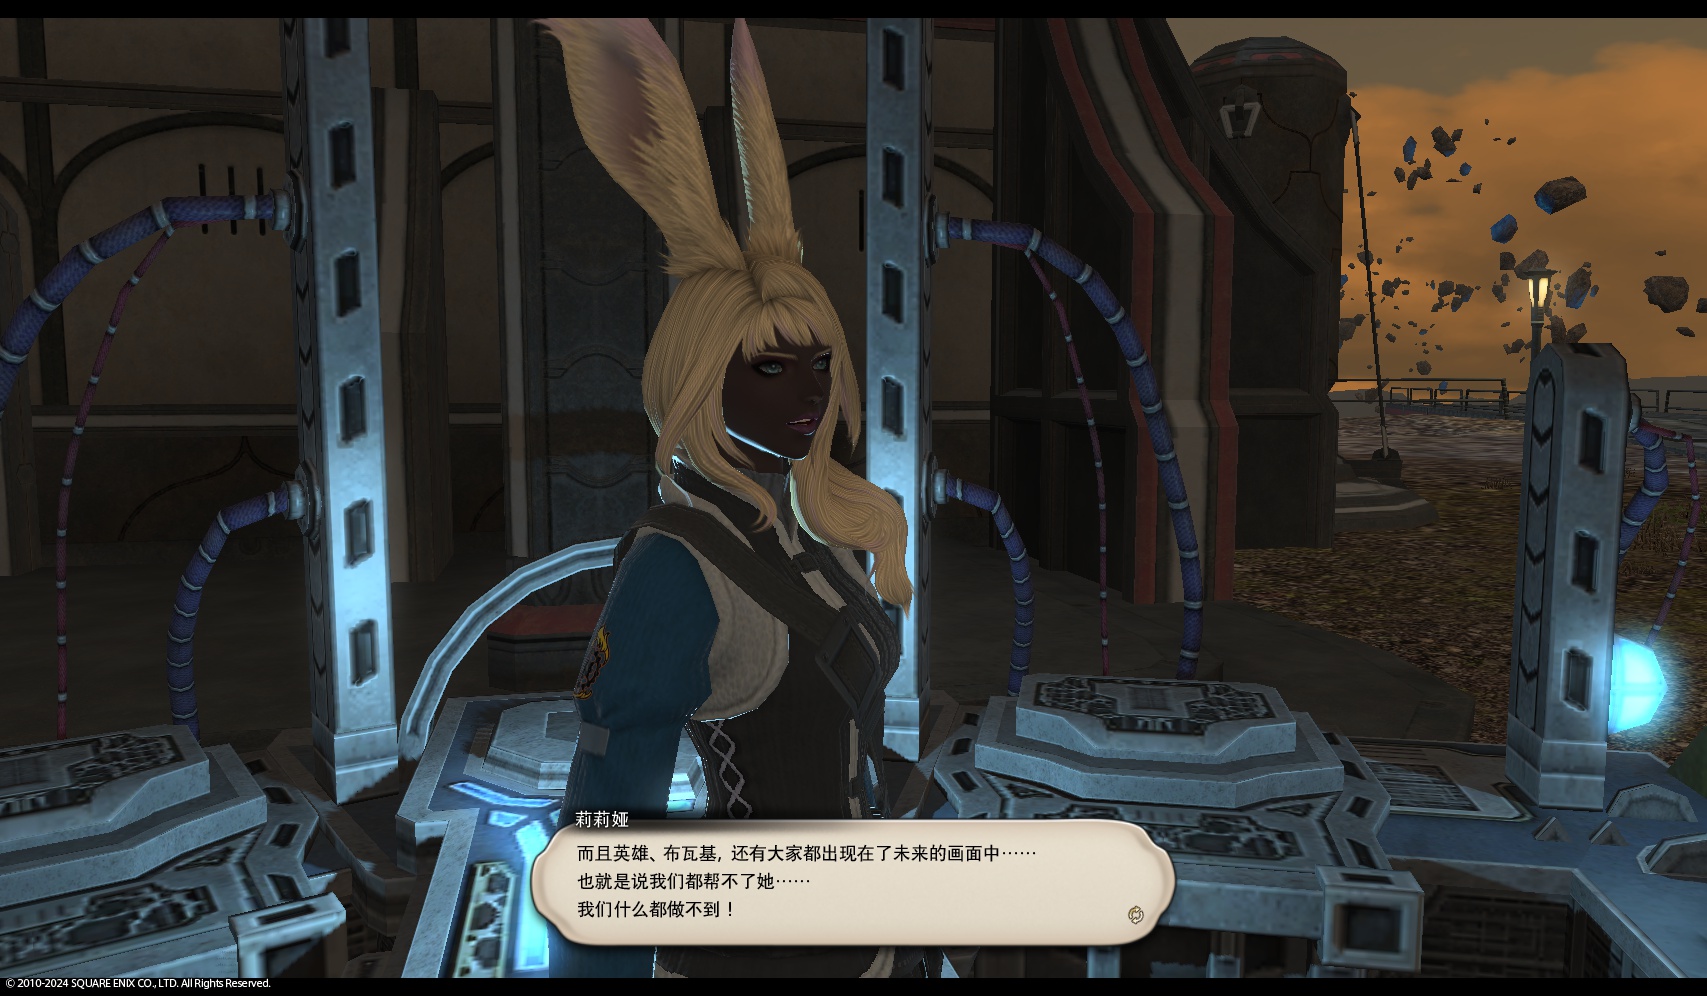 莉莉娅
而且英雄、布瓦基，还有大家都出现在了未来的画面中……
也就是说我们都帮不了她……
我们什么都做不到！
© 2010-2024 SQUARE ENIX CO., LTD. All Rights Reserved.